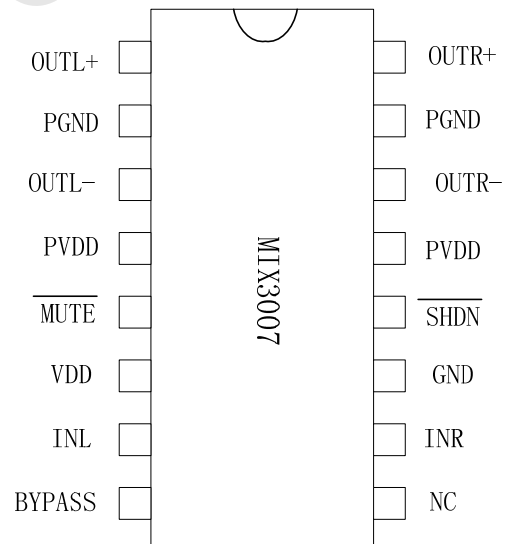 OUTL+ OUTR+
PGND PGND
OUTL- OUTR-
PVDD PVDD
MUTE SHDN
VDD GND
INL INR
BYPASS NC
MIX3007